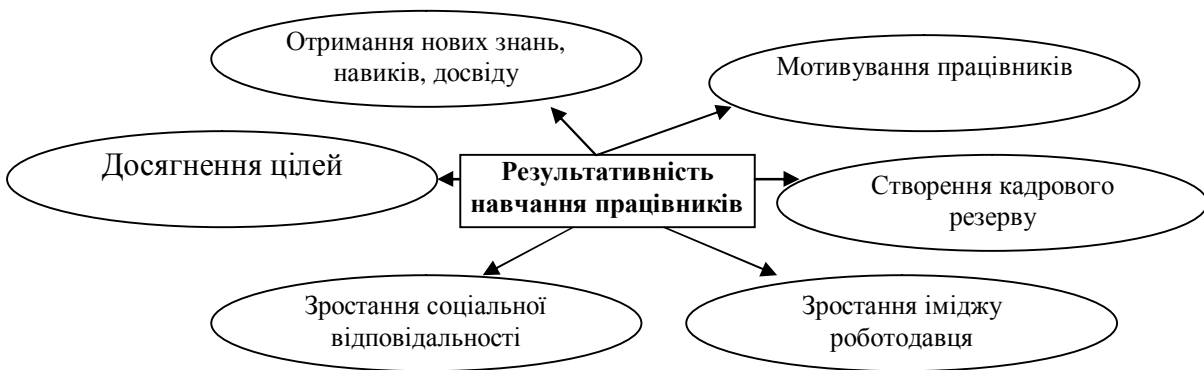 Отримання нових знань,
навиків, досвіду
Мотивування працівників
Досягнення цілей
Результативність
навчання працівників
Створення кадрового
резерву
Зростання соціальної
відповідальності
Зростання іміджу
роботодавця